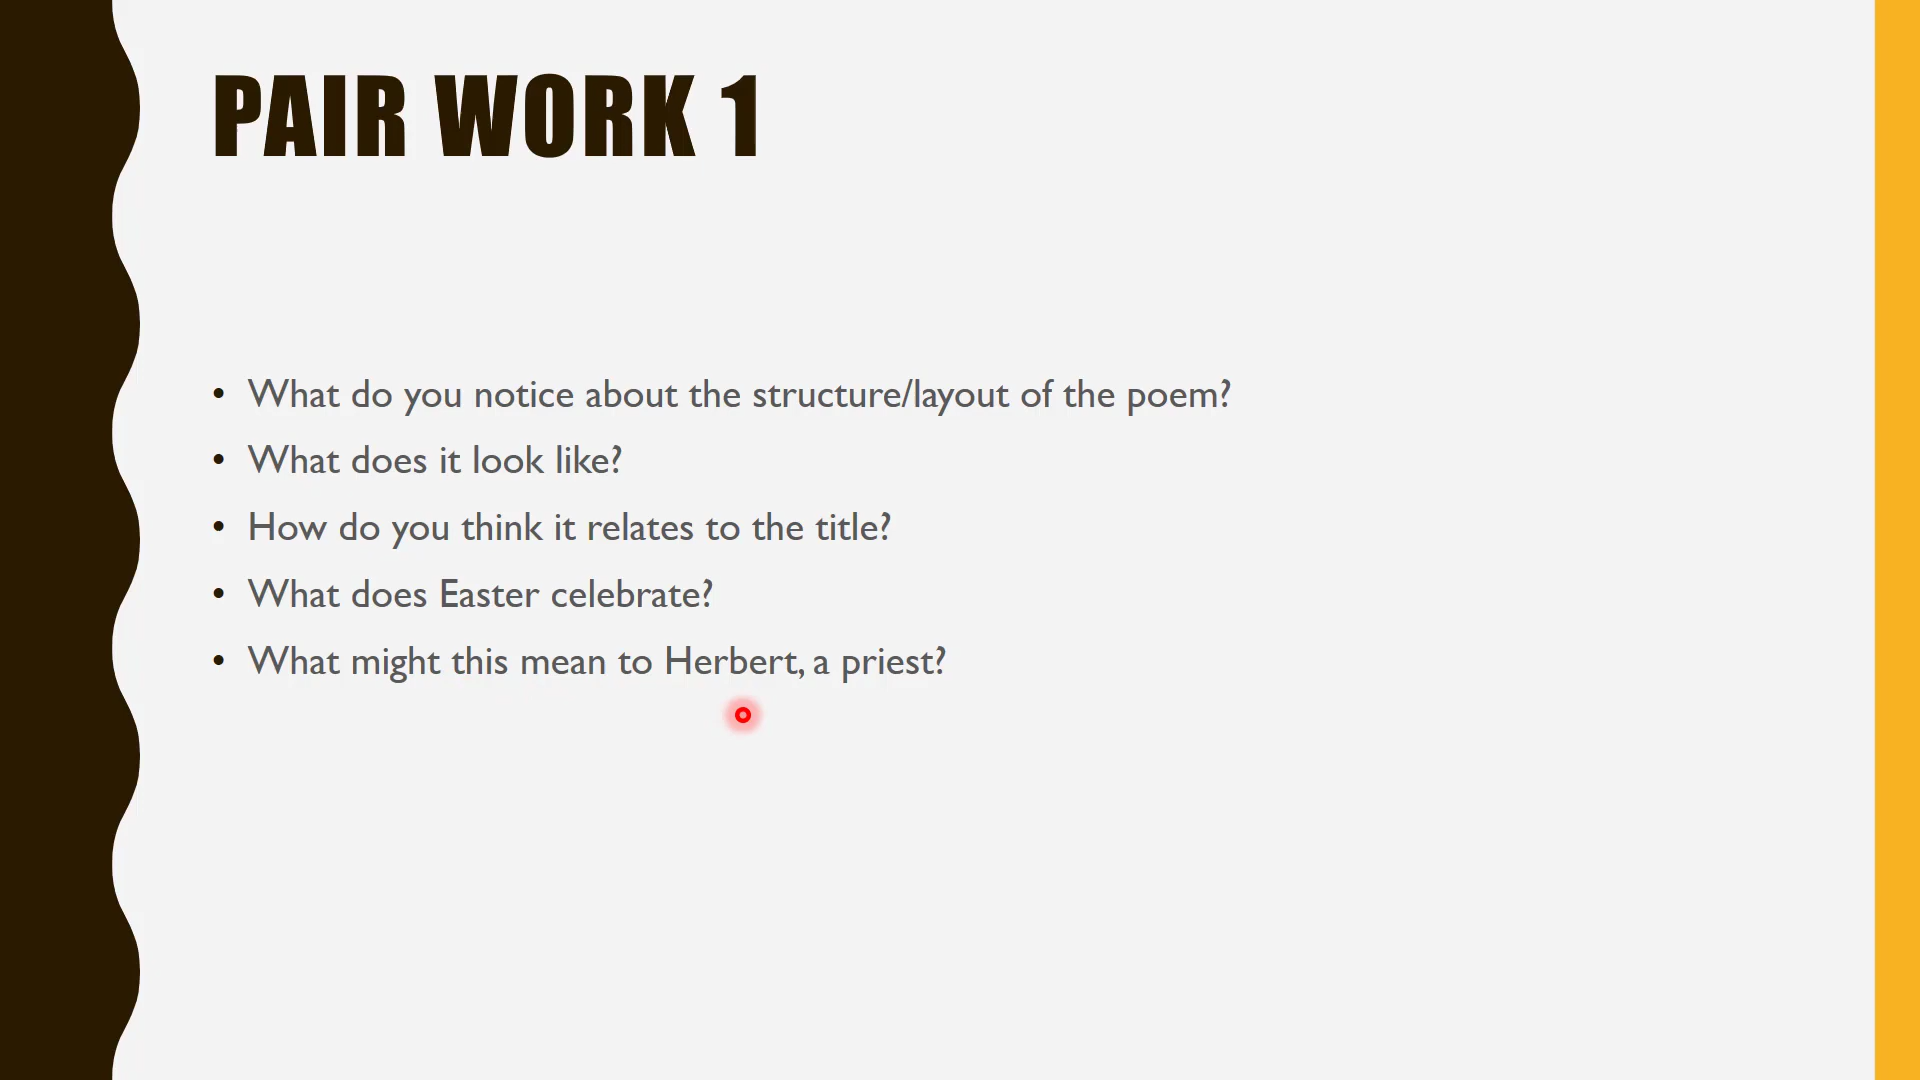 PAIR WORK 1
• What do you notice about the structure/layout of the poem?
• What does it look like?
• How do you think it relates to the title?
• What does Easter celebrate?
• What might this mean to Herbert, a priest?